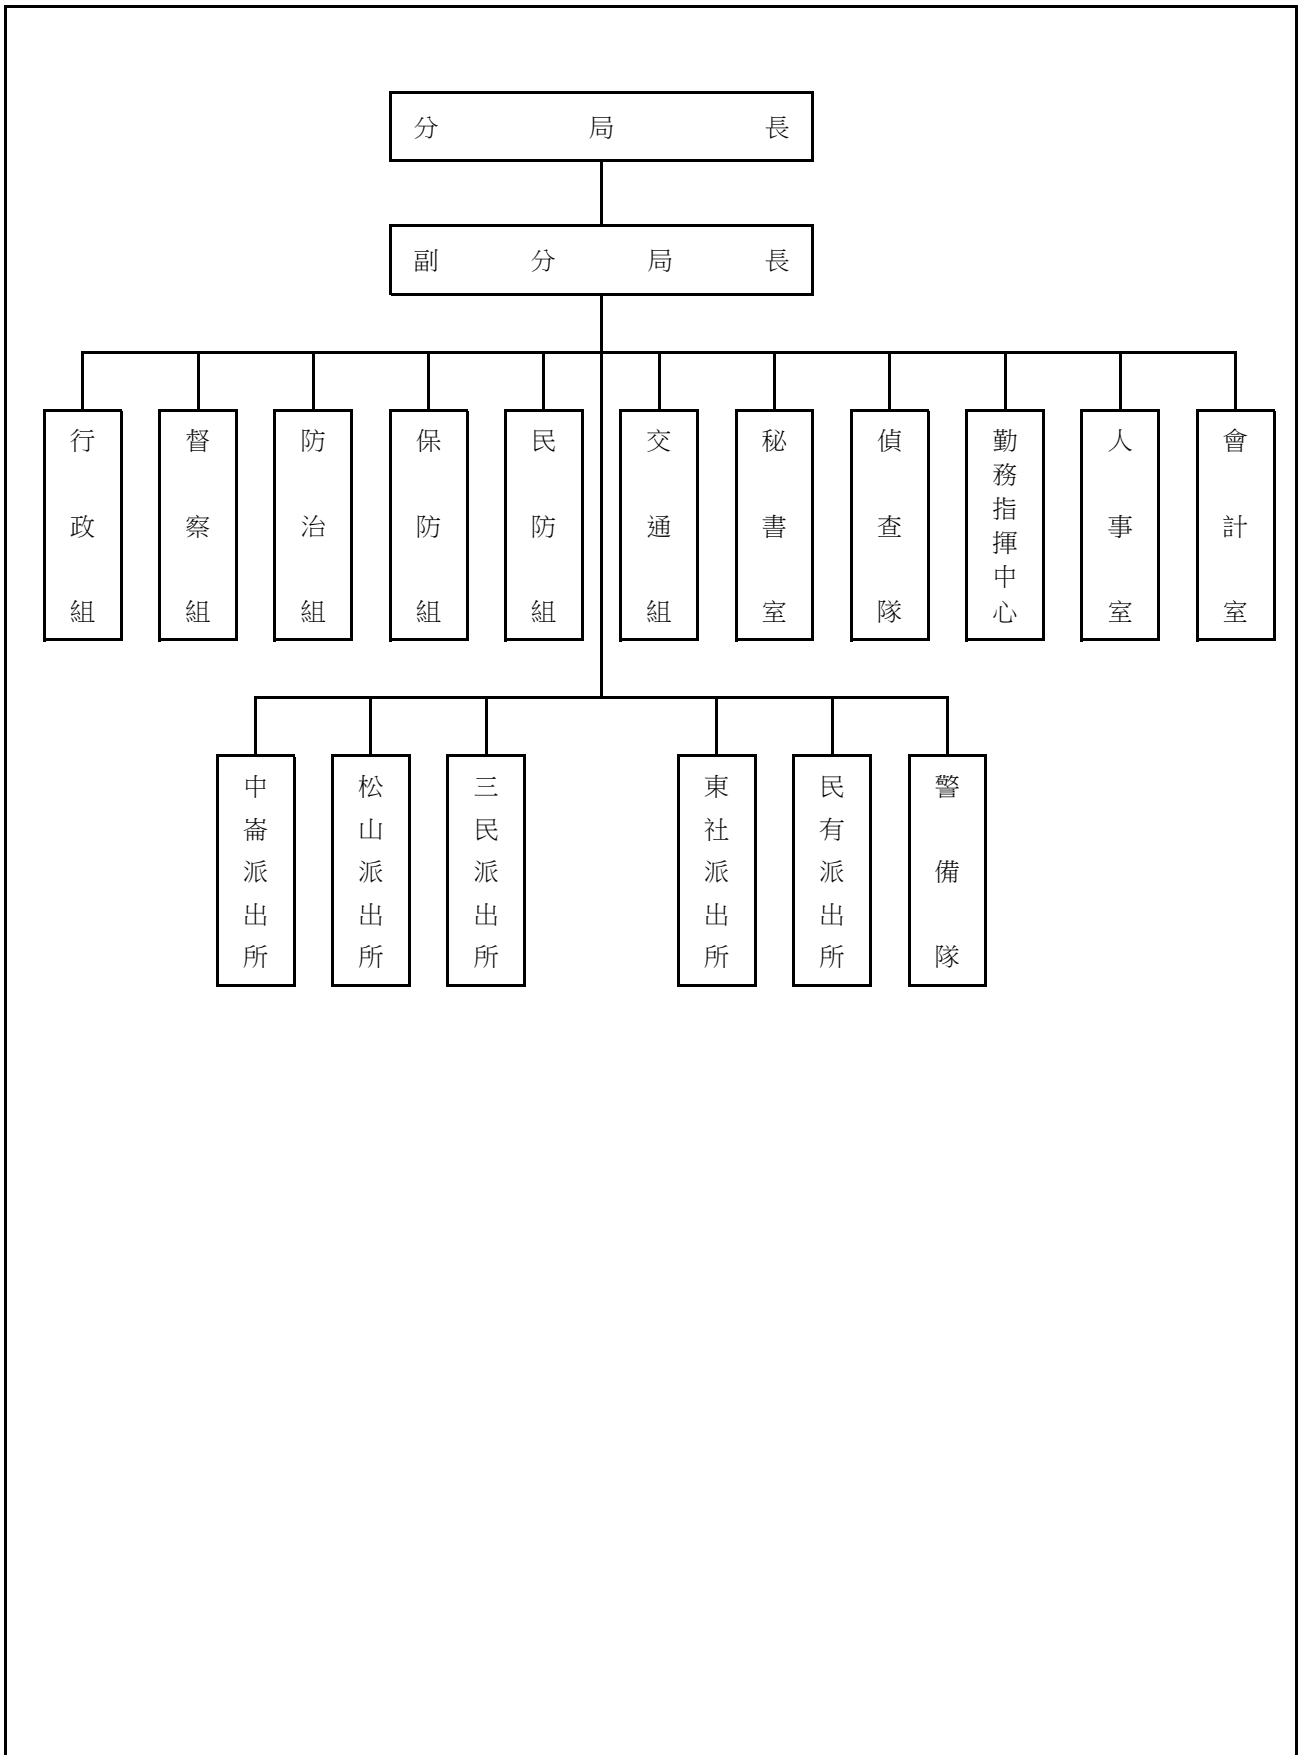 分局長
副分局長
行政組
督察組
防治組
保防組
民防組
交通組
秘書室
偵查隊
勤務指揮中心
人事室
會計室
中崙派出所
松山派出所
三民派出所
東社派出所
民有派出所
警備隊